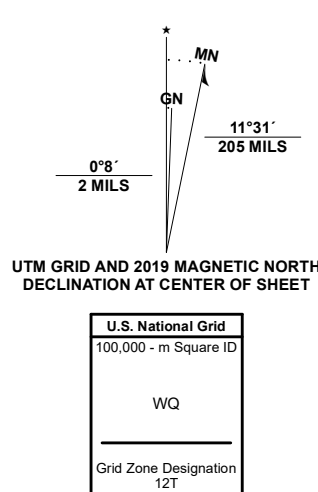 ★
MN
GN
11°31´
205 MILS
0°8´
2 MILS
UTM GRID AND 2019 MAGNETIC NORTH
DECLINATION AT CENTER OF SHEET
U.S. National Grid
100,000 - m Square ID
WQ
Grid Zone Designation
12T